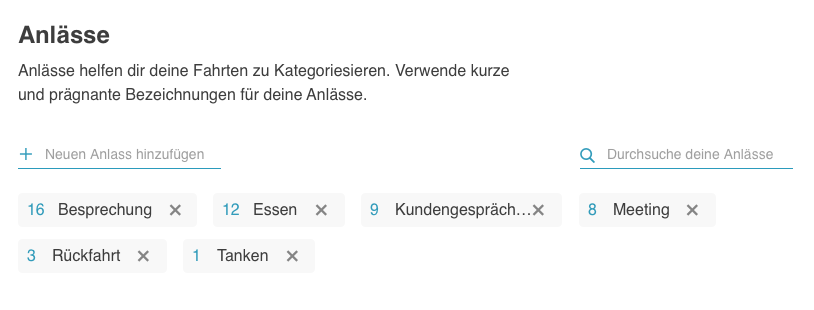 Anlässe
Anlässe helfen dir deine Fahrten zu Kategoriesieren. Verwende kurze
und prägnante Bezeichnungen für deine Anlässe.
+ Neuen Anlass hinzufügen Durchsuche deine Anlässe
16 Besprechung ✕ 12 Essen ✕ 9 Kundengespräch…✕ 8 Meeting ✕
3 Rückfahrt ✕ 1 Tanken ✕